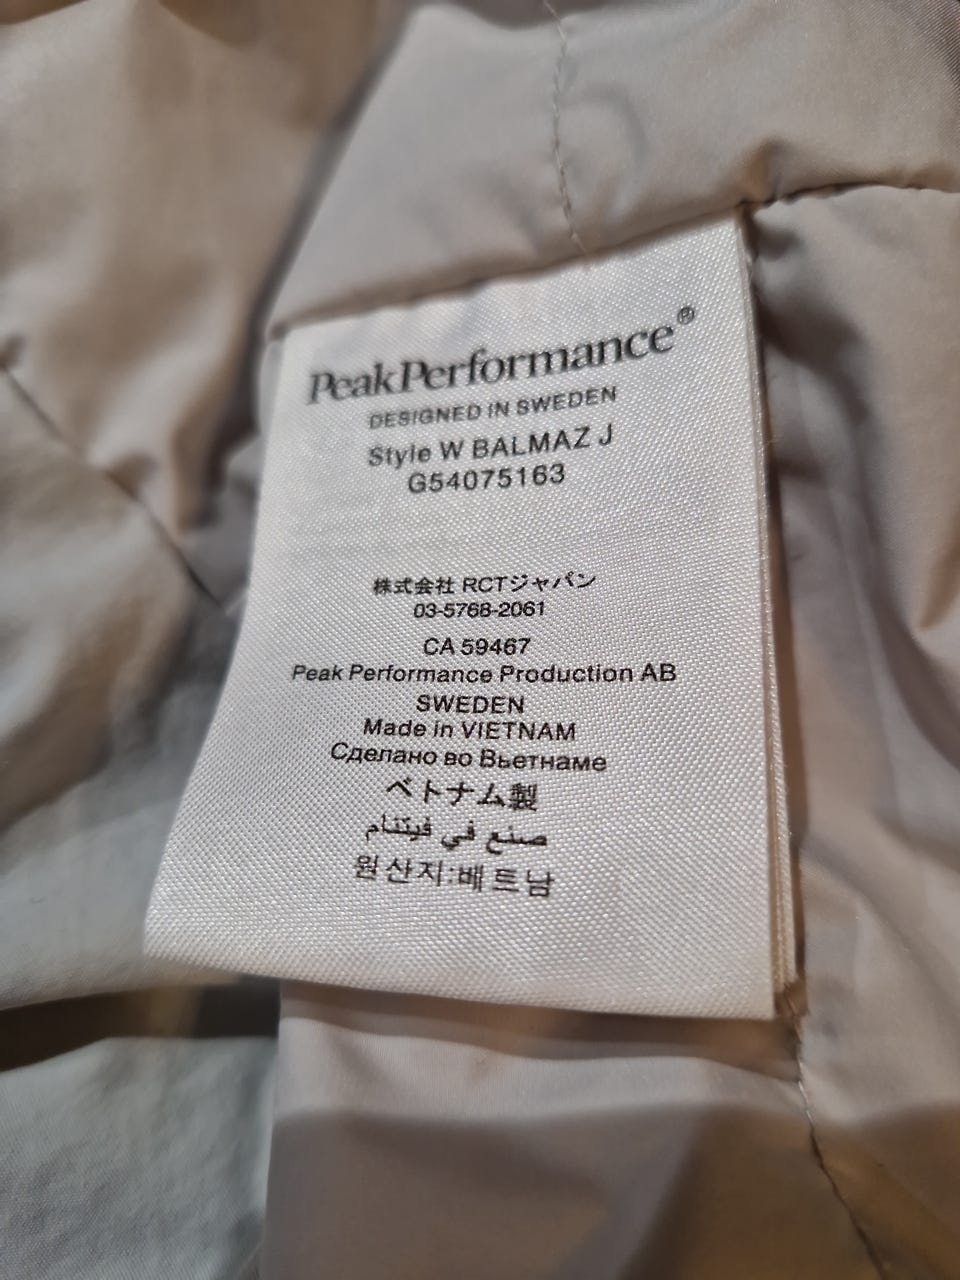 PeakPerformance®
DESIGNED IN SWEDEN
Style W BALMAZ J
G54075163
株式会社 RCTジャパン
03-5768-2061
CA 59467
Peak Performance Production AB
SWEDEN
Made in VIETNAM
Сделано во Вьетнаме
ベトナム製
صنع في فيتنام
원산지:베트남